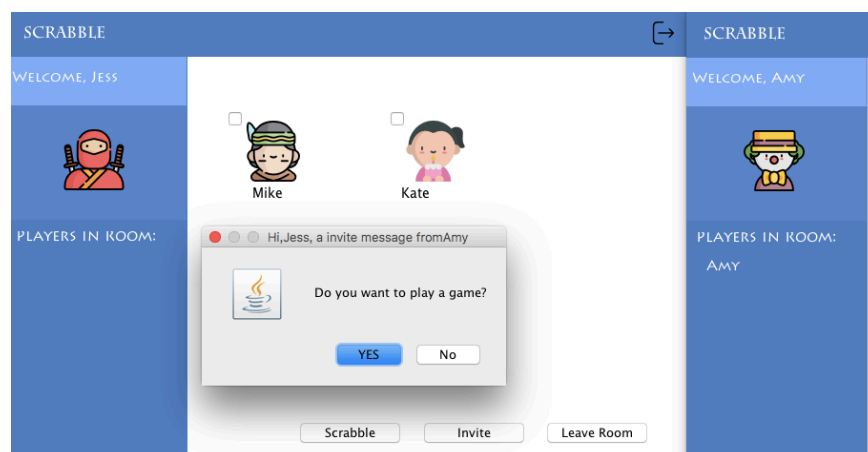 SCRABBLE
WELCOME, JESS
Mike
Kate
PLAYERS IN ROOM:
Hi,Jess, a invite message fromAmy
Do you want to play a game?
YES
No
Scrabble
Invite
Leave Room
SCRABBLE
WELCOME, AMY
PLAYERS IN ROOM:
AMY